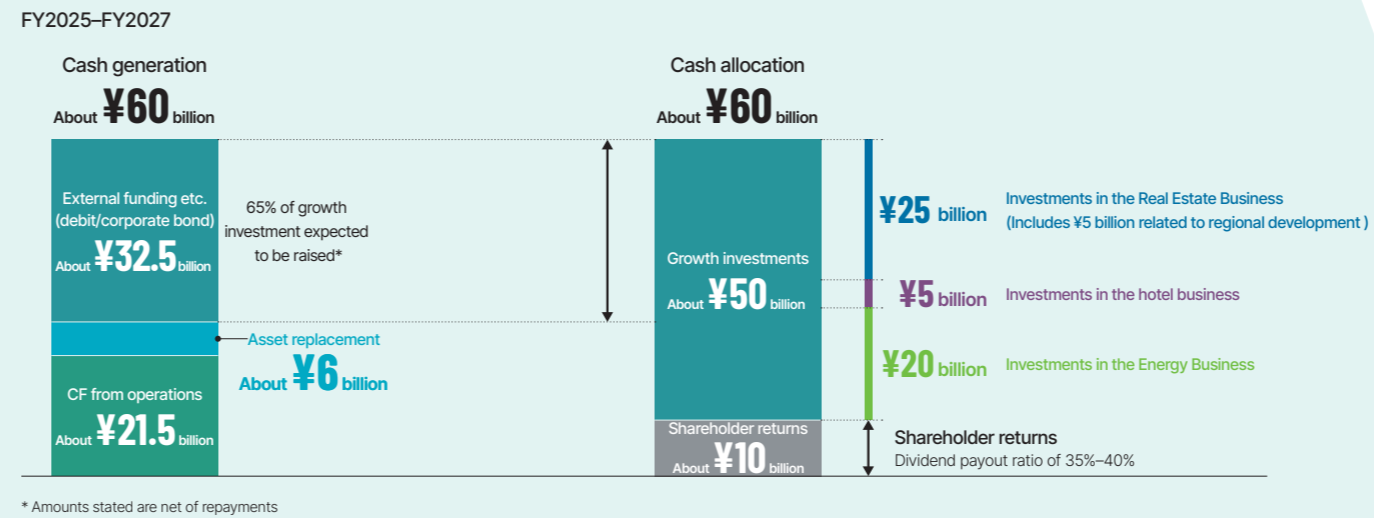 FY2025–FY2027
Cash generation
About ¥60 billion
External funding etc.
(debit/corporate bond)
About ¥32.5 billion
65% of growth
investment expected
to be raised*
Asset replacement
About ¥6 billion
CF from operations
About ¥21.5 billion
Cash allocation
About ¥60 billion
Growth investments
About ¥50 billion
Shareholder returns
About ¥10 billion
¥25 billion
Investments in the Real Estate Business
(Includes ¥5 billion related to regional development )
¥5 billion
Investments in the hotel business
¥20 billion
Investments in the Energy Business
Shareholder returns
Dividend payout ratio of 35%–40%
* Amounts stated are net of repayments